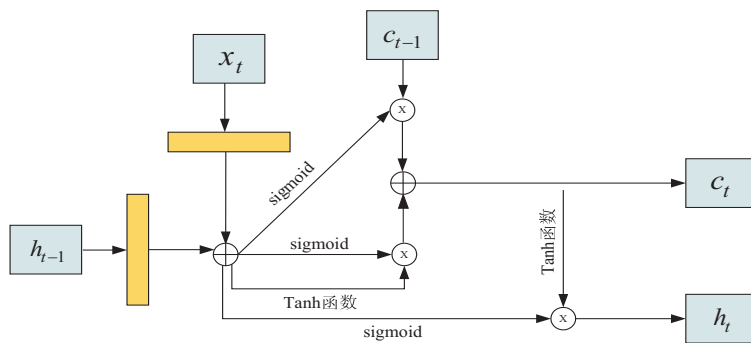 c_{t-1}
x_t
x
sigmoid
c_t
h_{t-1}
sigmoid
x
Tanh函数
Tanh函数
sigmoid
x
h_t